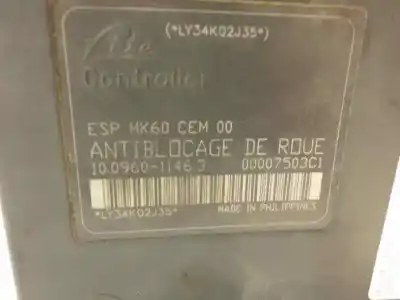 (*LY34K02J35*)
Ate
Controller
ESP MK60 CEM 00
ANTIBLOCAGE DE ROUE
10.0960-1146.3 00007503C1
*LY34K02J35*
MADE IN PHILIPPINES